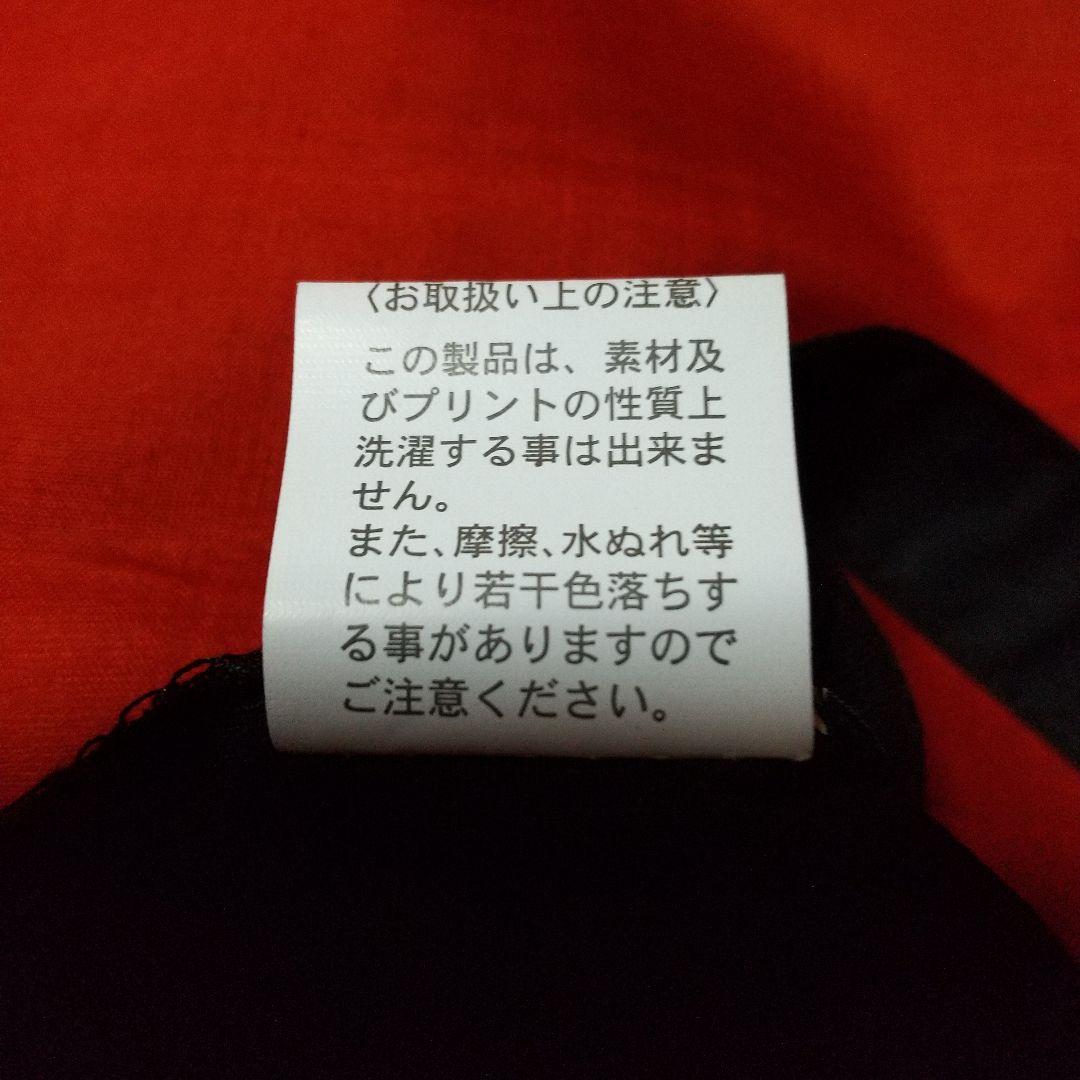 〈お取扱い上の注意〉
この製品は、素材及
びプリントの性質上
洗濯する事は出来ま
せん。
また、摩擦、水ぬれ等
により若干色落ちす
る事がありますので
ご注意ください。